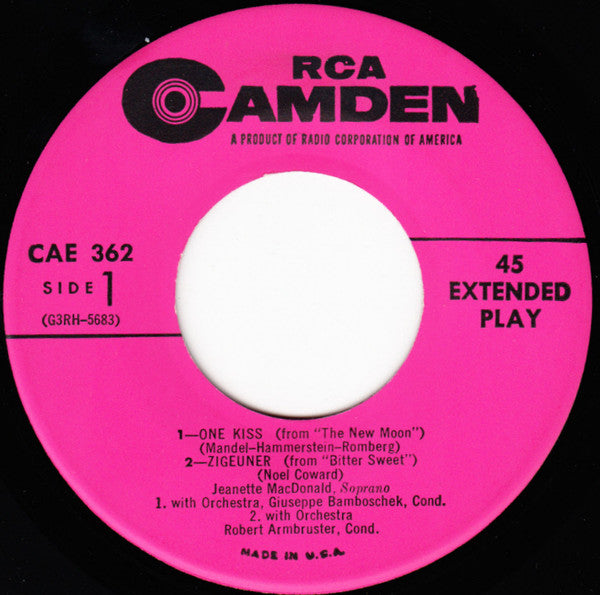 RCA
CAMDEN
A PRODUCT OF RADIO CORPORATION OF AMERICA
CAE 362
SIDE 1
(G3RH-5683)
45
EXTENDED
PLAY
1—ONE KISS (from "The New Moon")
(Mandel-Hammerstein-Romberg)
2—ZIGEUNER (from "Bitter Sweet")
(Noel Coward)
Jeanette MacDonald, Soprano
1. with Orchestra, Giuseppe Bamboschek, Cond.
2. with Orchestra
Robert Armbruster, Cond.
MADE IN U.S.A.